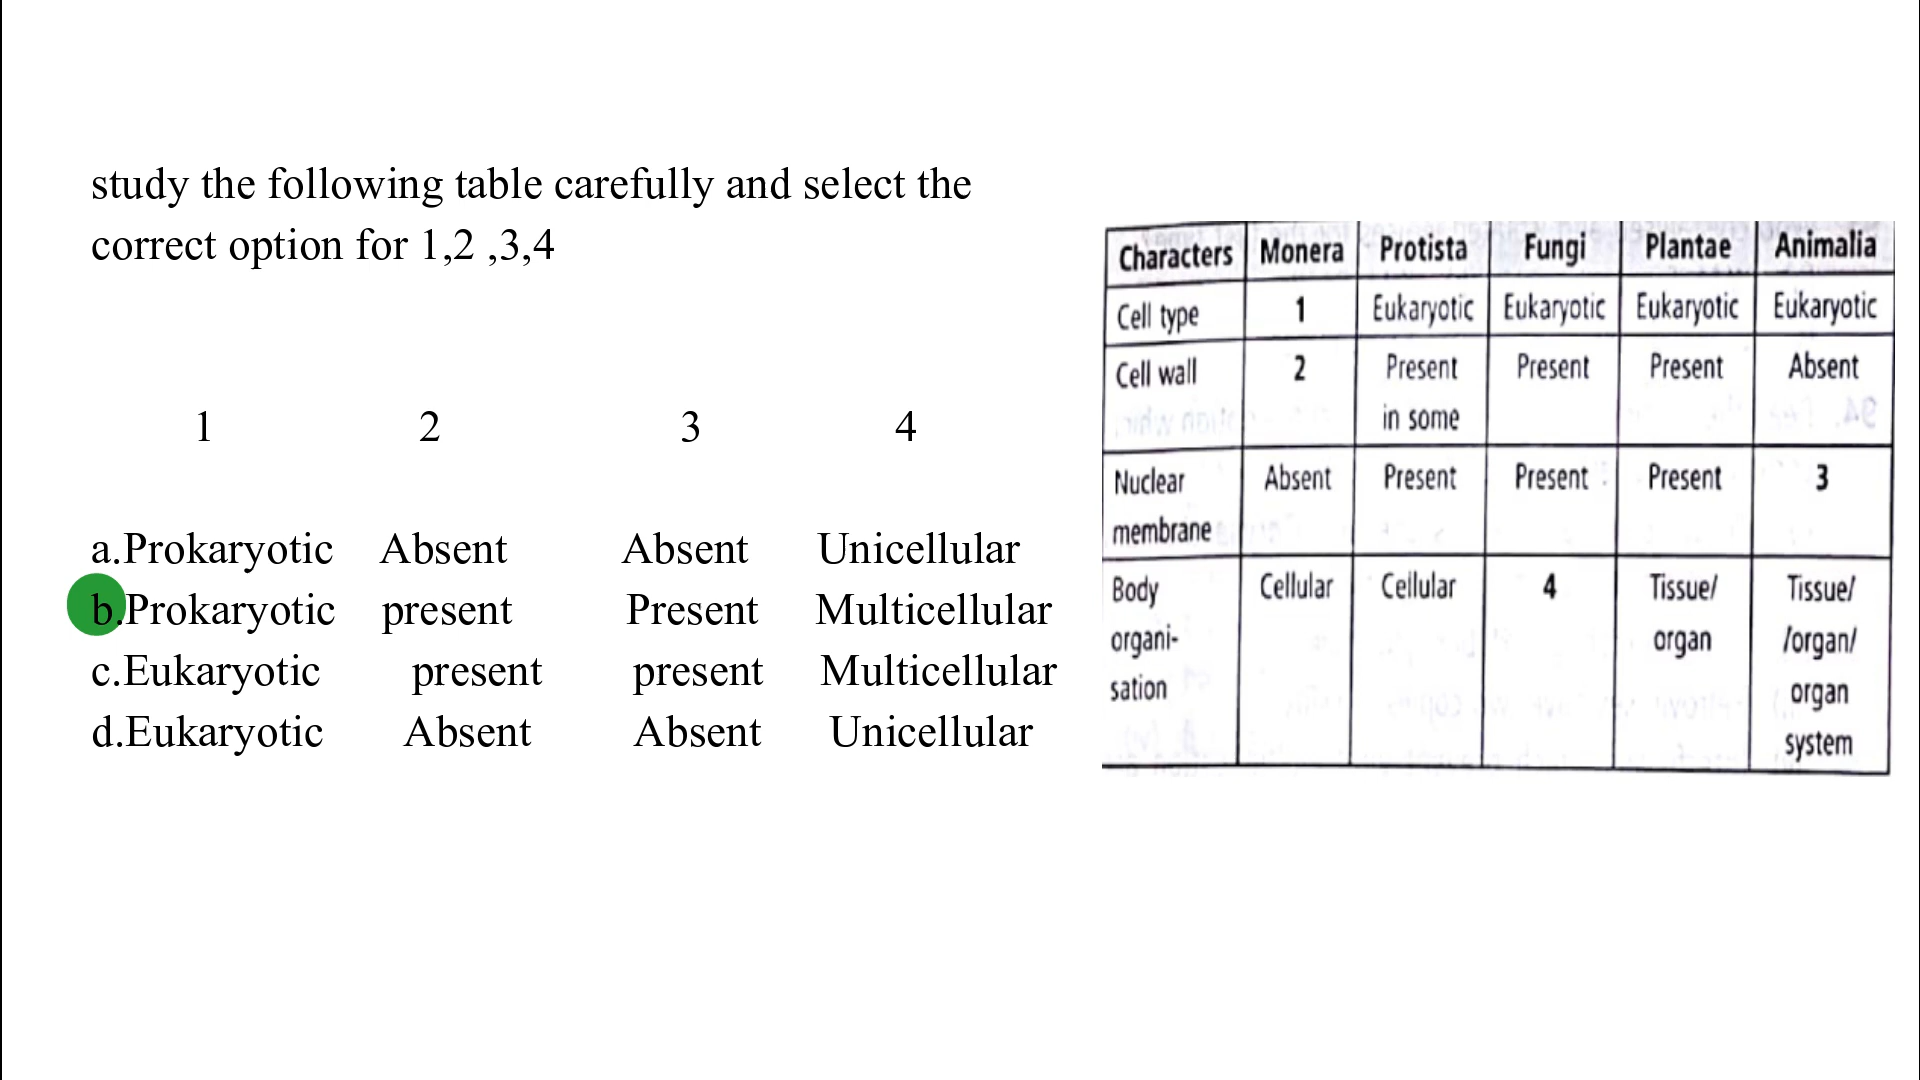 study the following table carefully and select the
correct option for 1,2 ,3,4
1 2 3 4
a.Prokaryotic Absent Absent Unicellular
b.Prokaryotic present Present Multicellular
c.Eukaryotic present present Multicellular
d.Eukaryotic Absent Absent Unicellular
Characters Monera Protista Fungi Plantae Animalia
Cell type 1 Eukaryotic Eukaryotic Eukaryotic Eukaryotic
Cell wall 2 Present Present Present Absent
in some
Nuclear Absent Present Present Present 3
membrane
Body Cellular Cellular 4 Tissue/ Tissue/
organi- organ /organ/
sation organ
system